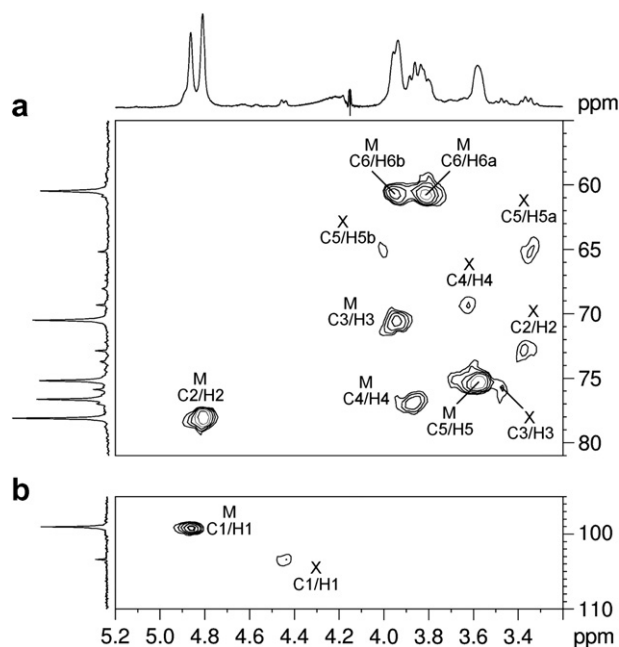 ppm
a
M
C6/H6b
M
C6/H6a
60
X
C5/H5b
X
C5/H5a
65
X
C4/H4
M
C3/H3
X
C2/H2
70
M
C2/H2
M
C4/H4
M
C5/H5
X
C3/H3
75
80
b
M
C1/H1
X
C1/H1
100
110
5.2 5.0 4.8 4.6 4.4 4.2 4.0 3.8 3.6 3.4 ppm